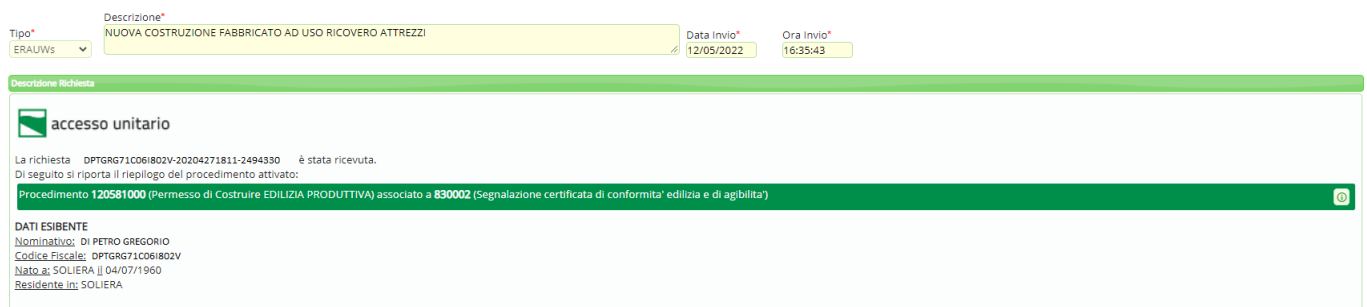 Tipo*
ERAUWs
Descrizione*
NUOVA COSTRUZIONE FABBRICATO AD USO RICOVERO ATTREZZI
Data Invio*
12/05/2022
Ora Invio*
16:35:43
Descrizione Richiesta
accesso unitario
La richiesta DPTGRG71C06I802V-20204271811-2494330 è stata ricevuta.
Di seguito si riporta il riepilogo del procedimento attivato:
Procedimento 120581000 (Permesso di Costruire EDILIZIA PRODUTTIVA) associato a 830002 (Segnalazione certificata di conformita' edilizia e di agibilita')
DATI ESIBENTE
Nominativo: DI PETRO GREGORIO
Codice Fiscale: DPTGRG71C06I802V
Nato a: SOLIERA il 04/07/1960
Residente in: SOLIERA